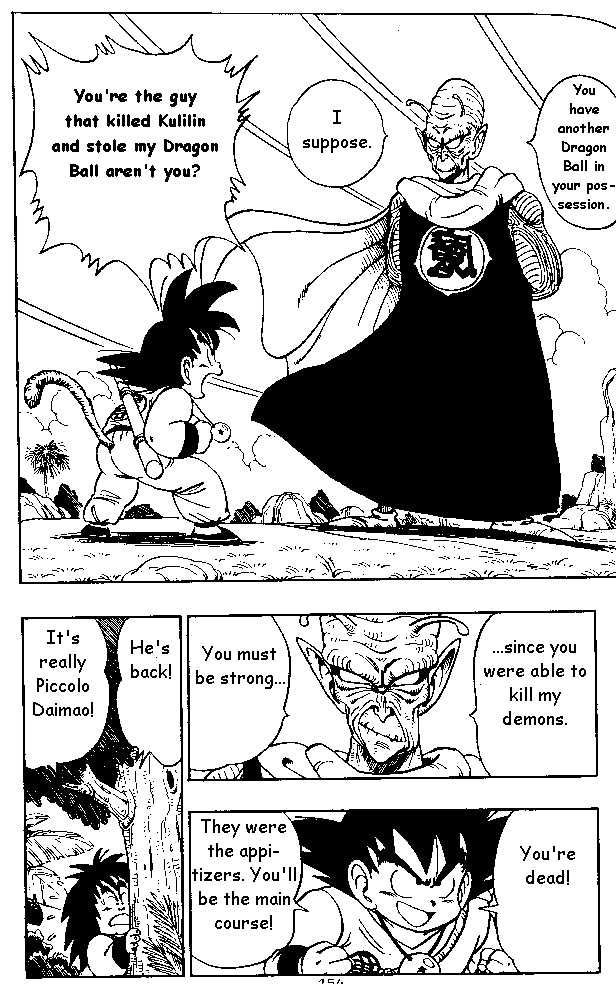 You're the guy
that killed Kulilin
and stole my Dragon
Ball aren't you?
I
suppose.
You
have
another
Dragon
Ball in
your pos-
session.
It's
really
Piccolo
Daimao!
He's
back!
You must
be strong...
...since you
were able to
kill my
demons.
They were
the appi-
tizers. You'll
be the main
course!
You're
dead!